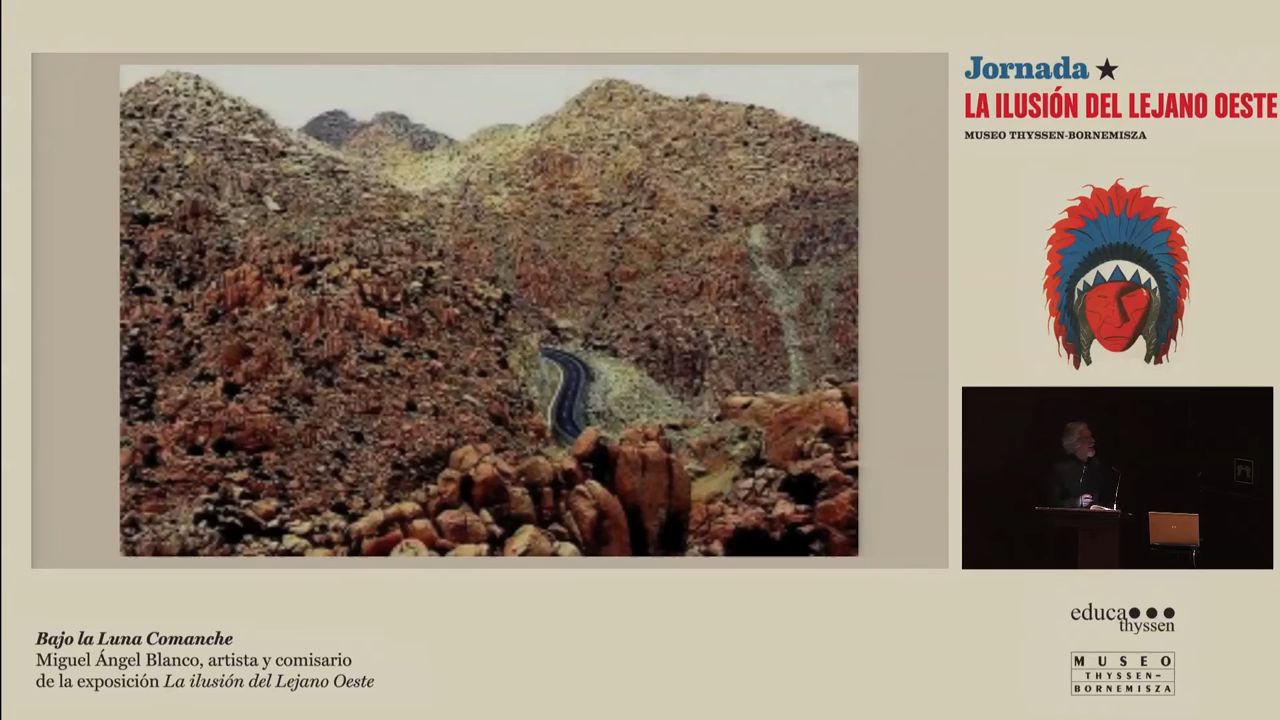 Jornada ★
LA ILUSIÓN DEL LEJANO OESTE
MUSEO THYSSEN-BORNEMISZA
Bajo la Luna Comanche
Miguel Ángel Blanco, artista y comisario
de la exposición La ilusión del Lejano Oeste
educa
thyssen
MUSEO
THYSSEN-
BORNEMISZA